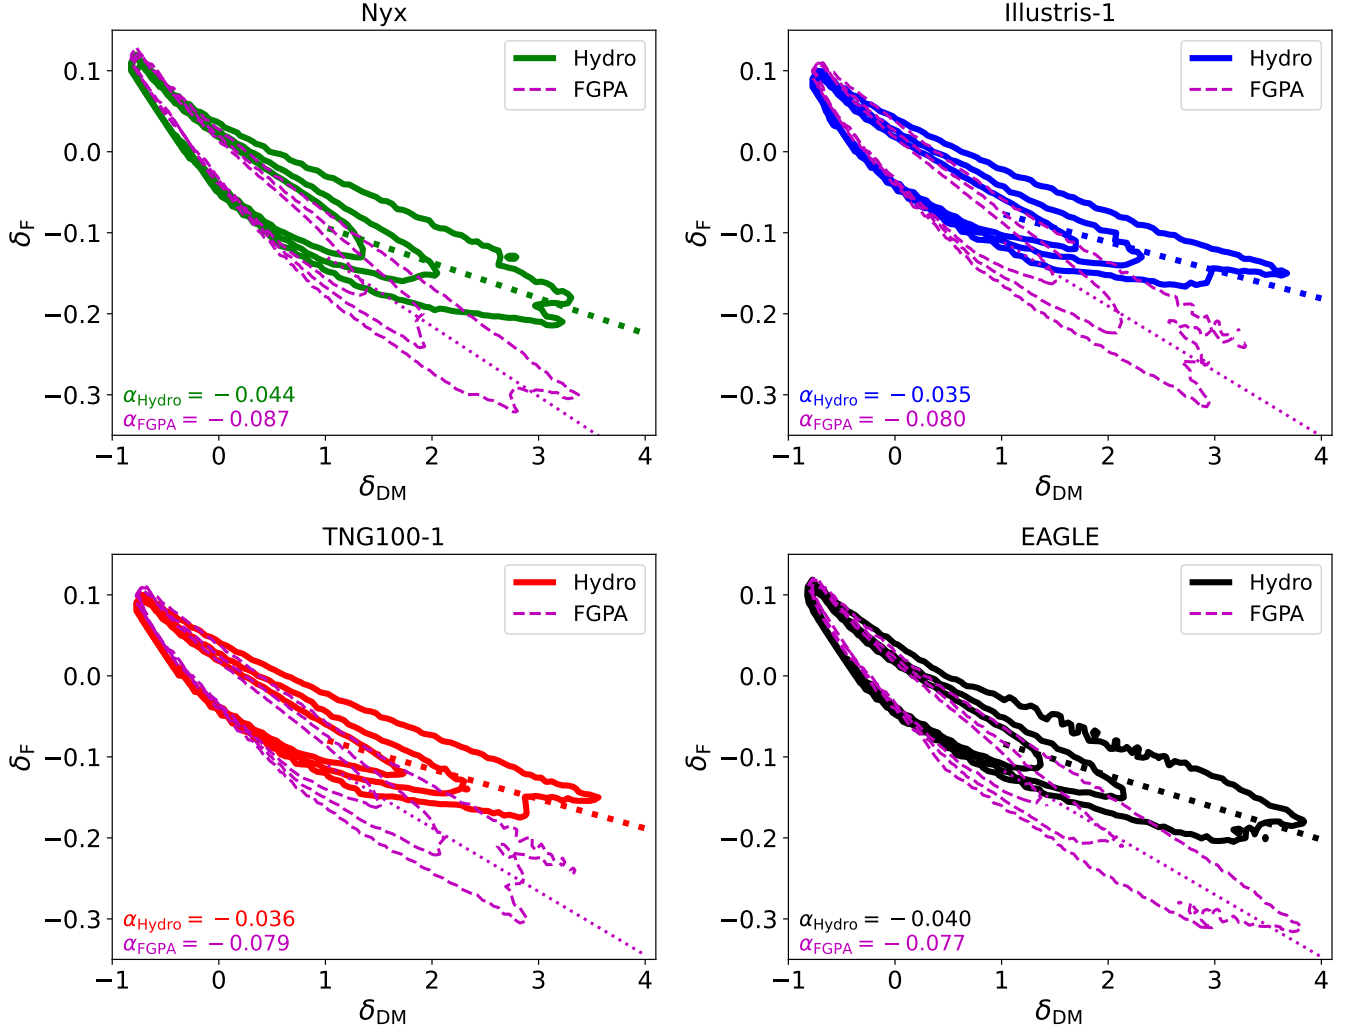 Nyx
Hydro
FGPA
0.1
0.0
−0.1
−0.2
−0.3
δF
αHydro = −0.044
αFGPA = −0.087
−1 0 1 2 3 4
δDM
Illustris-1
Hydro
FGPA
0.1
0.0
−0.1
−0.2
−0.3
δF
αHydro = −0.035
αFGPA = −0.080
−1 0 1 2 3 4
δDM
TNG100-1
Hydro
FGPA
0.1
0.0
−0.1
−0.2
−0.3
δF
αHydro = −0.036
αFGPA = −0.079
−1 0 1 2 3 4
δDM
EAGLE
Hydro
FGPA
0.1
0.0
−0.1
−0.2
−0.3
δF
αHydro = −0.040
αFGPA = −0.077
−1 0 1 2 3 4
δDM